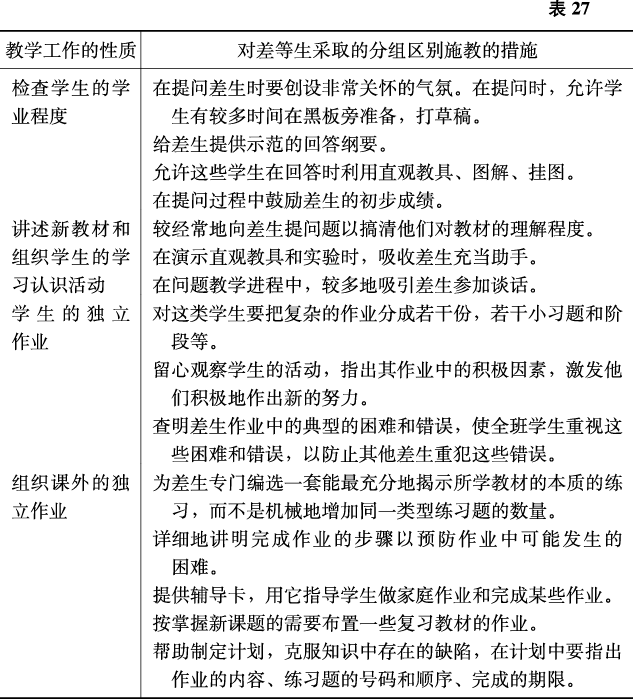 表 27
教学工作的性质 对差等生采取的分组区别施教的措施
检查学生的学 在提问差生时要创设非常关怀的气氛。在提问时，允许学
业程度 生有较多时间在黑板旁准备，打草稿。
给差生提供示范的回答纲要。
允许这些学生在回答时利用直观教具、图解、挂图。
在提问过程中鼓励差生的初步成绩。
讲述新教材和 较经常地向差生提问题以搞清他们对教材的理解程度。
组织学生的学 在演示直观教具和实验时，吸收差生充当助手。
习认识活动 在问题教学进程中，较多地吸引差生参加谈话。
学生的独立 对这类学生要把复杂的作业分成若干份，若干小习题和阶
作业 段等。
留心观察学生的活动，指出其作业中的积极因素，激发他
们积极地作出新的努力。
查明差生作业中的典型的困难和错误，使全班学生重视这
些困难和错误，以防止其他差生重犯这些错误。
组织课外的独 为差生专门编选一套能最充分地揭示所学教材的本质的练
立作业 习，而不是机械地增加同一类型练习题的数量。
详细地讲明完成作业的步骤以预防作业中可能发生的
困难。
提供辅导卡，用它指导学生做家庭作业和完成某些作业。
按掌握新课题的需要布置一些复习教材的作业。
帮助制定计划，克服知识中存在的缺陷，在计划中要指出
作业的内容、练习题的号码和顺序、完成的期限。